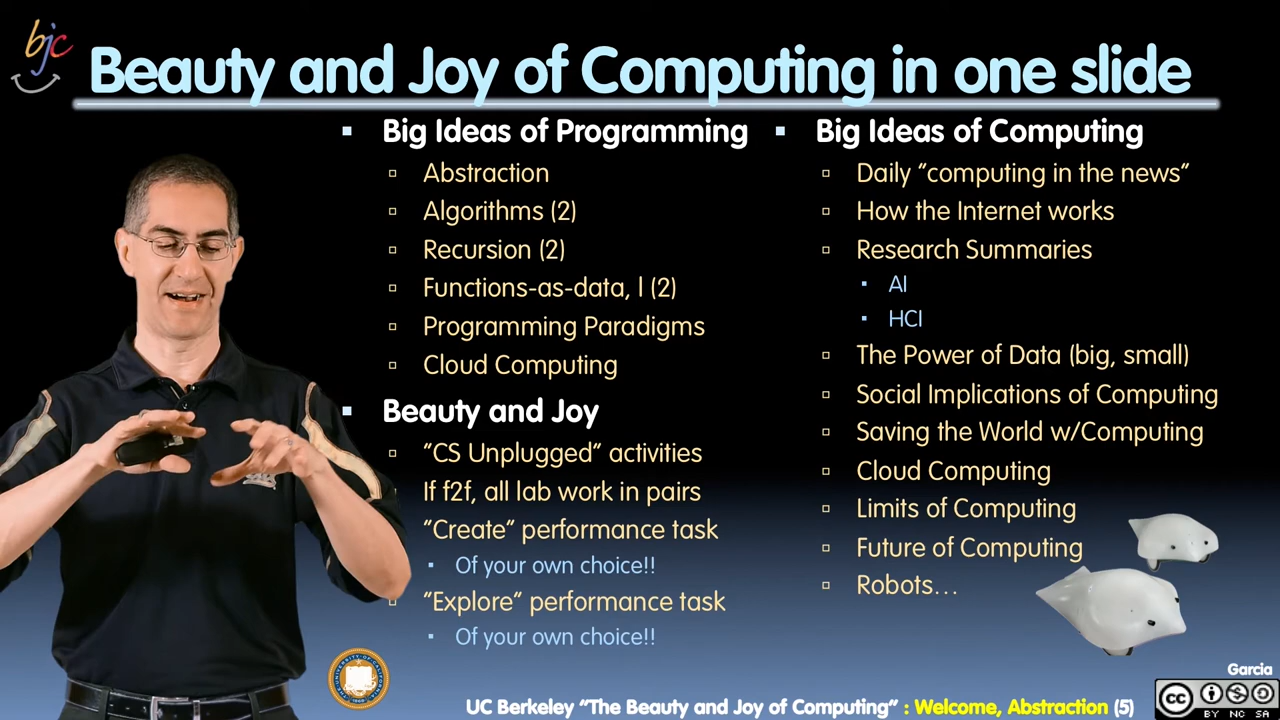 bjc
Beauty and Joy of Computing in one slide
Big Ideas of Programming
Abstraction
Algorithms (2)
Recursion (2)
Functions-as-data, l (2)
Programming Paradigms
Cloud Computing
Beauty and Joy
"CS Unplugged" activities
If f2f, all lab work in pairs
"Create" performance task
Of your own choice!!
"Explore" performance task
Of your own choice!!
Big Ideas of Computing
Daily "computing in the news"
How the Internet works
Research Summaries
AI
HCI
The Power of Data (big, small)
Social Implications of Computing
Saving the World w/Computing
Cloud Computing
Limits of Computing
Future of Computing
Robots...
Garcia
UC Berkeley "The Beauty and Joy of Computing" : Welcome, Abstraction (5)
cc
BY NC SA